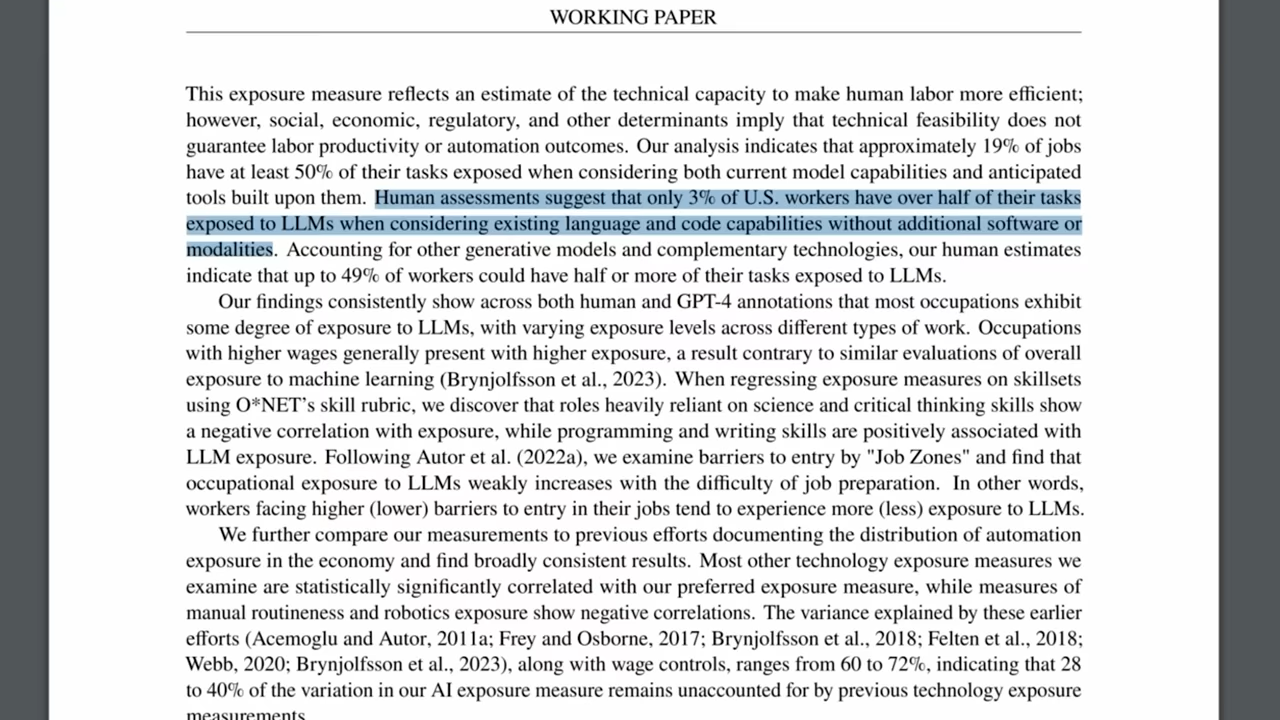 WORKING PAPER
This exposure measure reflects an estimate of the technical capacity to make human labor more efficient;
however, social, economic, regulatory, and other determinants imply that technical feasibility does not
guarantee labor productivity or automation outcomes. Our analysis indicates that approximately 19% of jobs
have at least 50% of their tasks exposed when considering both current model capabilities and anticipated
tools built upon them. Human assessments suggest that only 3% of U.S. workers have over half of their tasks
exposed to LLMs when considering existing language and code capabilities without additional software or
modalities. Accounting for other generative models and complementary technologies, our human estimates
indicate that up to 49% of workers could have half or more of their tasks exposed to LLMs.
Our findings consistently show across both human and GPT-4 annotations that most occupations exhibit
some degree of exposure to LLMs, with varying exposure levels across different types of work. Occupations
with higher wages generally present with higher exposure, a result contrary to similar evaluations of overall
exposure to machine learning (Brynjolfsson et al., 2023). When regressing exposure measures on skillsets
using O*NET's skill rubric, we discover that roles heavily reliant on science and critical thinking skills show
a negative correlation with exposure, while programming and writing skills are positively associated with
LLM exposure. Following Autor et al. (2022a), we examine barriers to entry by "Job Zones" and find that
occupational exposure to LLMs weakly increases with the difficulty of job preparation. In other words,
workers facing higher (lower) barriers to entry in their jobs tend to experience more (less) exposure to LLMs.
We further compare our measurements to previous efforts documenting the distribution of automation
exposure in the economy and find broadly consistent results. Most other technology exposure measures we
examine are statistically significantly correlated with our preferred exposure measure, while measures of
manual routineness and robotics exposure show negative correlations. The variance explained by these earlier
efforts (Acemoglu and Autor, 2011a; Frey and Osborne, 2017; Brynjolfsson et al., 2018; Felten et al., 2018;
Webb, 2020; Brynjolfsson et al., 2023), along with wage controls, ranges from 60 to 72%, indicating that 28
to 40% of the variation in our AI exposure measure remains unaccounted for by previous technology exposure
measurements.